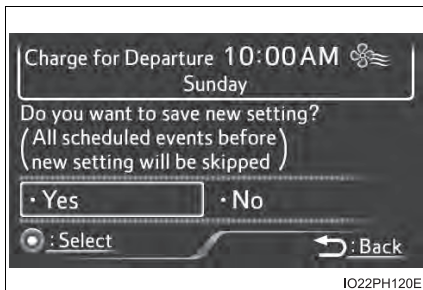 Charge for Departure 10:00AM
Sunday
Do you want to save new setting?
(All scheduled events before
new setting will be skipped)
・Yes ・No
: Select : Back
IO22PH120E